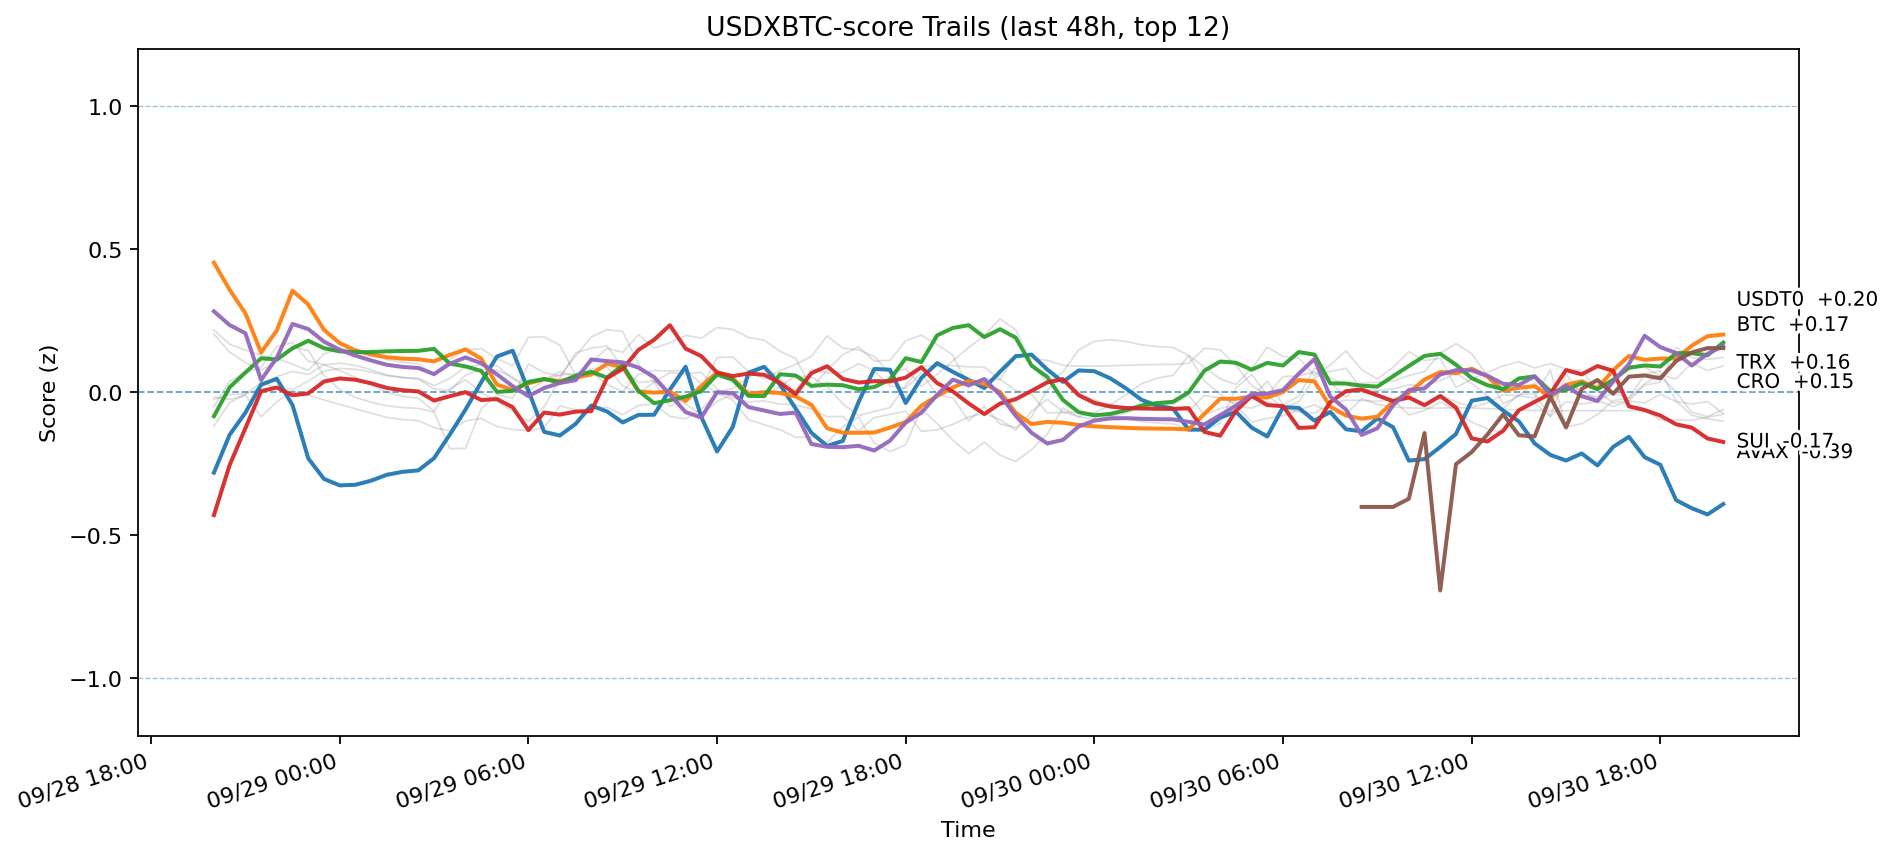 USDXBTC-score Trails (last 48h, top 12)
Score (z)
1.0
0.5
0.0
−0.5
−1.0
USDT0 +0.20
BTC +0.17
TRX +0.16
CRO +0.15
SUI -0.17
AVAX -0.39
09/28 18:00
09/29 00:00
09/29 06:00
09/29 12:00
09/29 18:00
09/30 00:00
09/30 06:00
09/30 12:00
09/30 18:00
Time